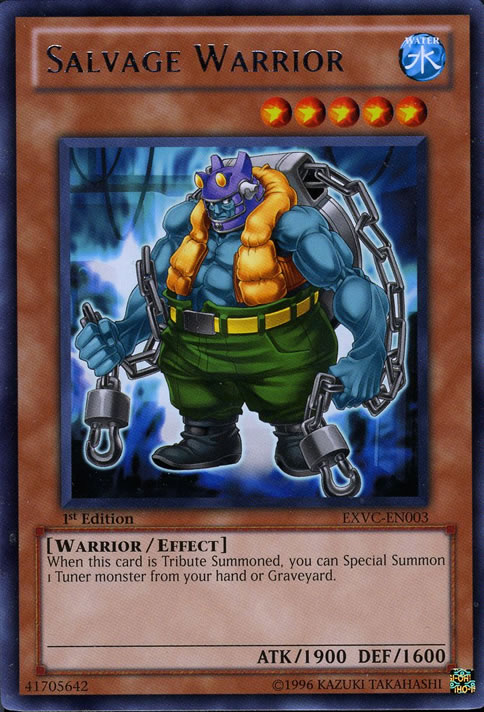 SALVAGE WARRIOR
WATER
水
1st Edition
EXVC-EN003
[WARRIOR/EFFECT]
When this card is Tribute Summoned, you can Special Summon
1 Tuner monster from your hand or Graveyard.
ATK/1900 DEF/1600
41705642
©1996 KAZUKI TAKAHASHI